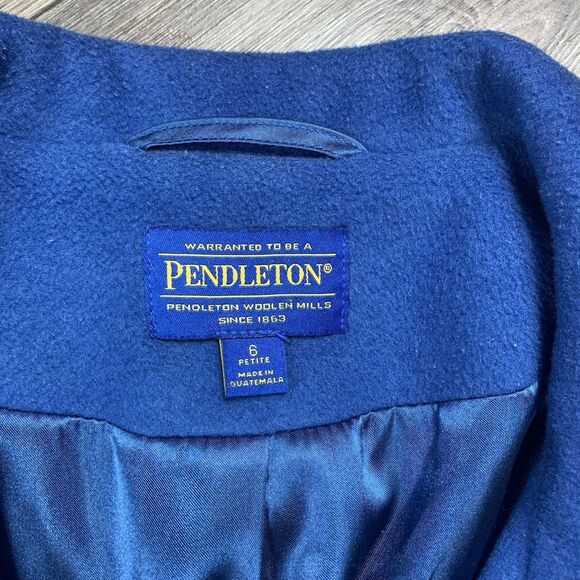 WARRANTED TO BE A
PENDLETON®
PENDLETON WOOLEN MILLS
SINCE 1863
6
PETITE
MADE IN
GUATEMALA